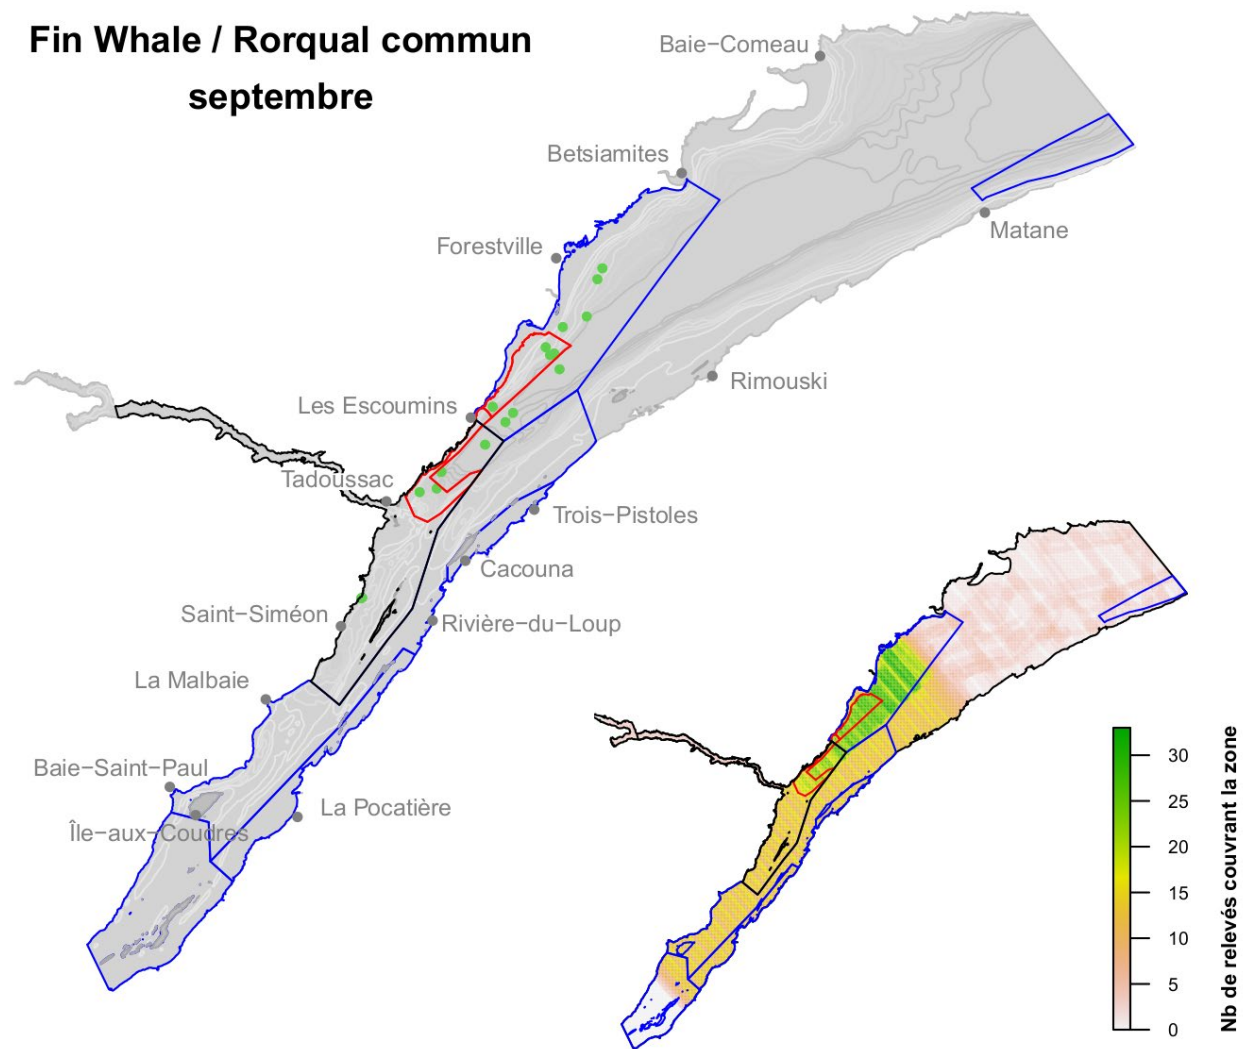 Fin Whale / Rorqual commun
septembre
Baie−Comeau
Betsiamites
Matane
Forestville
Rimouski
Les Escoumins
Tadoussac
Trois−Pistoles
Cacouna
Saint−Siméon
Rivière−du−Loup
La Malbaie
Baie−Saint−Paul
La Pocatière
Île−aux−Coudres
30
25
20
15
10
5
0
Nb de relevés couvrant la zone